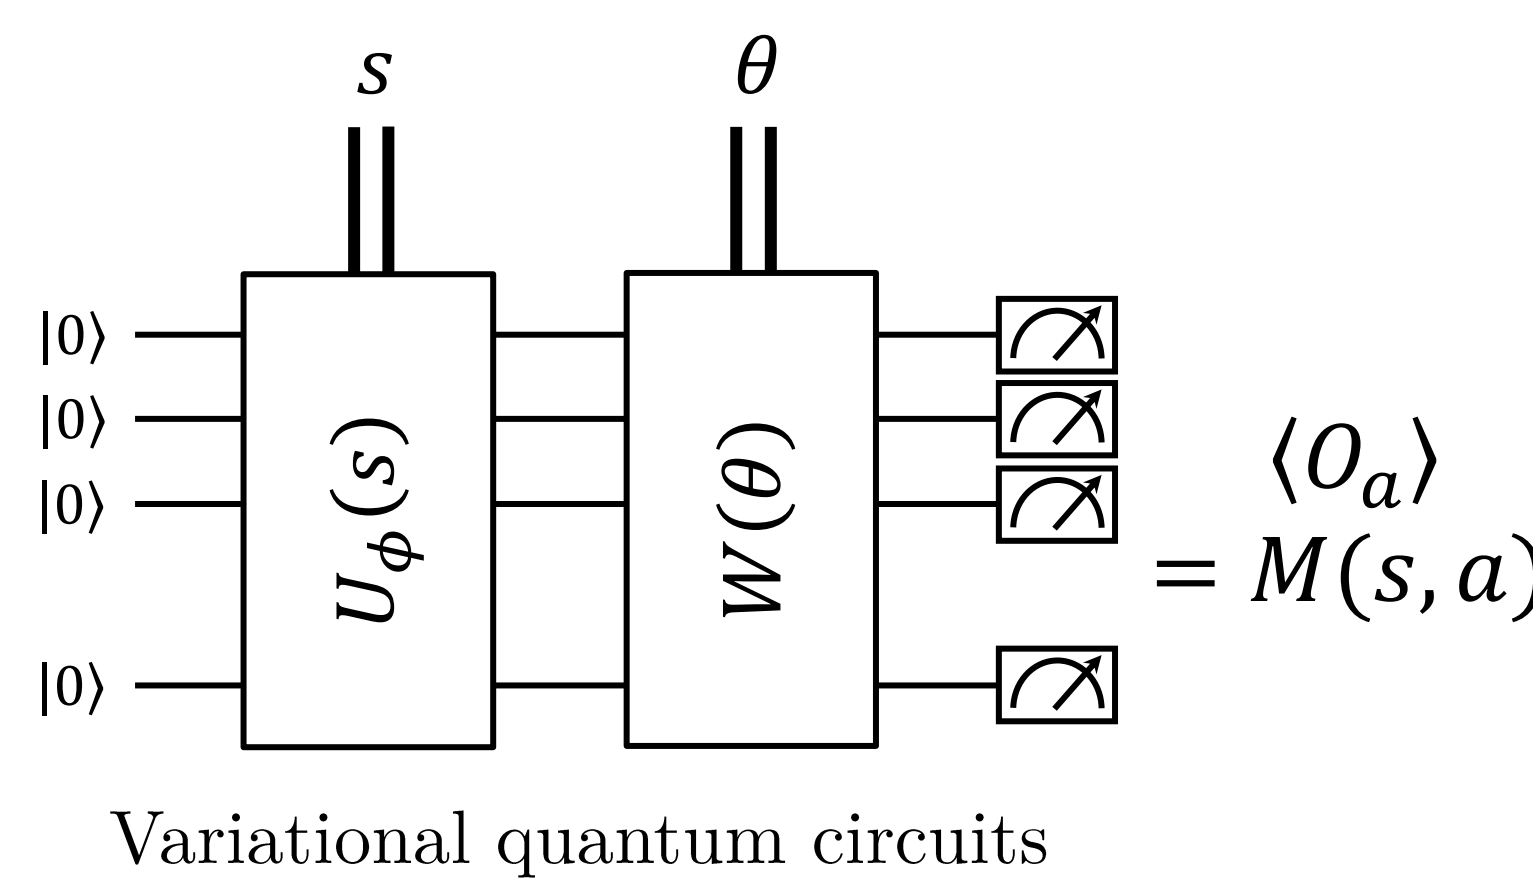 s
θ
|0⟩
|0⟩
|0⟩
|0⟩
U_ϕ(s)
W(θ)
⟨O_a⟩
= M(s, a)
Variational quantum circuits